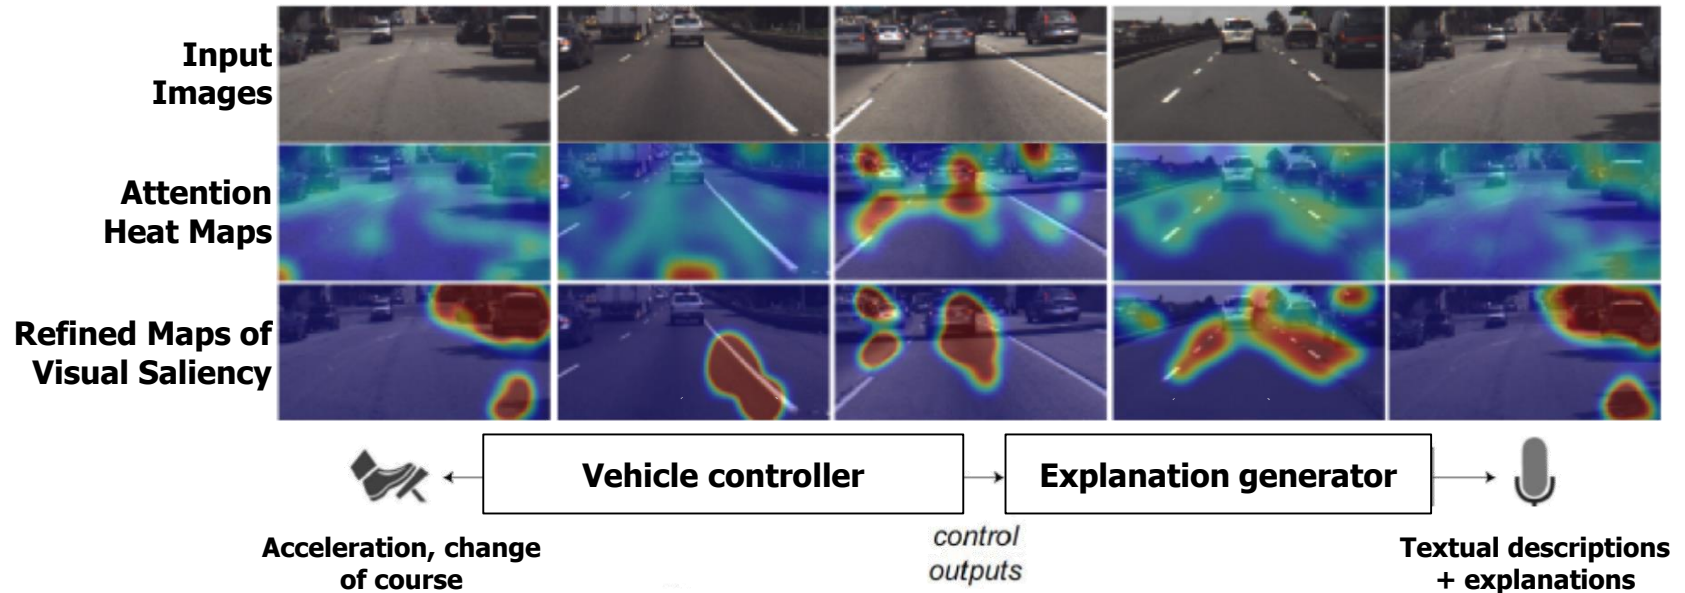 Input
Images
Attention
Heat Maps
Refined Maps of
Visual Saliency
Vehicle controller
Explanation generator
control
outputs
Acceleration, change
of course
Textual descriptions
+ explanations